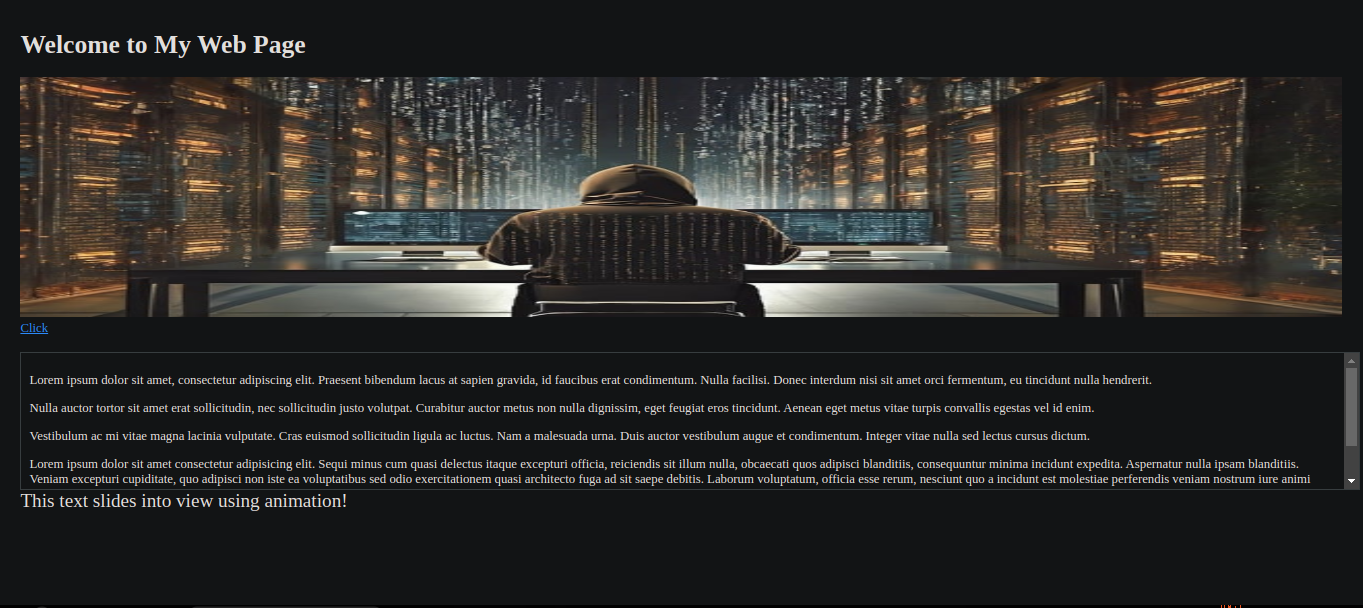 Welcome to My Web Page
Click
Lorem ipsum dolor sit amet, consectetur adipiscing elit. Praesent bibendum lacus at sapien gravida, id faucibus erat condimentum. Nulla facilisi. Donec interdum nisi sit amet orci fermentum, eu tincidunt nulla hendrerit.
Nulla auctor tortor sit amet erat sollicitudin, nec sollicitudin justo volutpat. Curabitur auctor metus non nulla dignissim, eget feugiat eros tincidunt. Aenean eget metus vitae turpis convallis egestas vel id enim.
Vestibulum ac mi vitae magna lacinia vulputate. Cras euismod sollicitudin ligula ac luctus. Nam a malesuada urna. Duis auctor vestibulum augue et condimentum. Integer vitae nulla sed lectus cursus dictum.
Lorem ipsum dolor sit amet consectetur adipisicing elit. Sequi minus cum quasi delectus itaque excepturi officia, reiciendis sit illum nulla, obcaecati quos adipisci blanditiis, consequuntur minima incidunt expedita. Aspernatur nulla ipsam blanditiis.
Veniam excepturi cupiditate, quo adipisci non iste ea voluptatibus sed odio exercitationem quasi architecto fuga ad sit saepe debitis. Laborum voluptatum, officia esse rerum, nesciunt quo a incidunt est molestiae perferendis veniam nostrum iure animi
This text slides into view using animation!